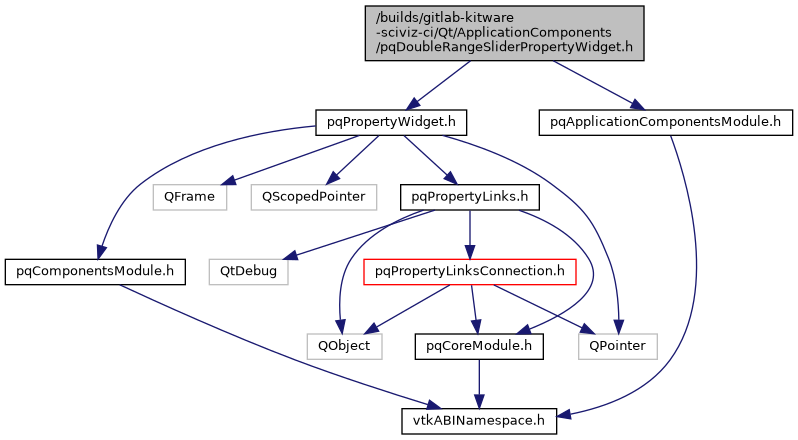 /builds/gitlab-kitware
-sciviz-ci/Qt/ApplicationComponents
/pqDoubleRangeSliderPropertyWidget.h
pqPropertyWidget.h
pqApplicationComponentsModule.h
QFrame
QScopedPointer
pqPropertyLinks.h
pqComponentsModule.h
QtDebug
pqPropertyLinksConnection.h
QObject
pqCoreModule.h
QPointer
vtkABINamespace.h